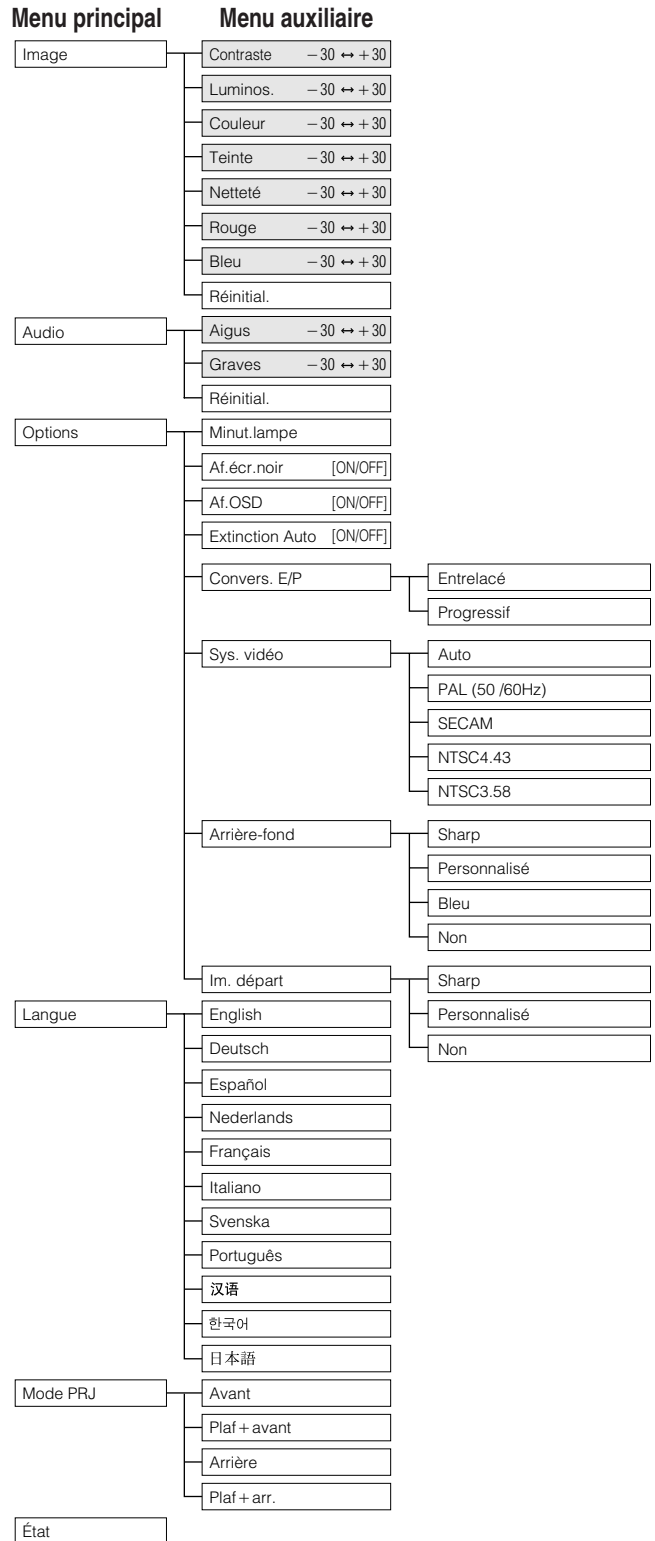 Menu principal Menu auxiliaire
Image Contraste −30 ↔ +30
Luminos. −30 ↔ +30
Couleur −30 ↔ +30
Teinte −30 ↔ +30
Netteté −30 ↔ +30
Rouge −30 ↔ +30
Bleu −30 ↔ +30
Réinitial.
Audio Aigus −30 ↔ +30
Graves −30 ↔ +30
Réinitial.
Options Minut.lampe
Af.écr.noir [ON/OFF]
Af.OSD [ON/OFF]
Extinction Auto [ON/OFF]
Convers. E/P Entrelacé
Progressif
Sys. vidéo Auto
PAL (50 /60Hz)
SECAM
NTSC4.43
NTSC3.58
Arrière-fond Sharp
Personnalisé
Bleu
Non
Im. départ Sharp
Langue English Personnalisé
Deutsch Non
Español
Nederlands
Français
Italiano
Svenska
Português
汉语
한국어
日本語
Mode PRJ Avant
Plaf+avant
Arrière
Plaf+arr.
État